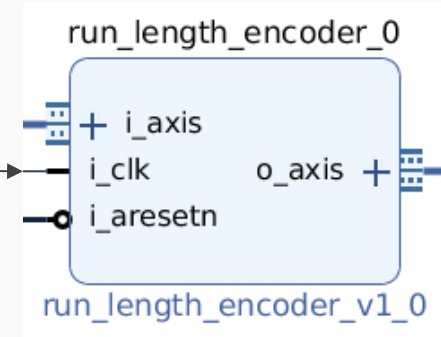 run_length_encoder_0
i_axis
i_clk
o_axis
i_aresetn
run_length_encoder_v1_0